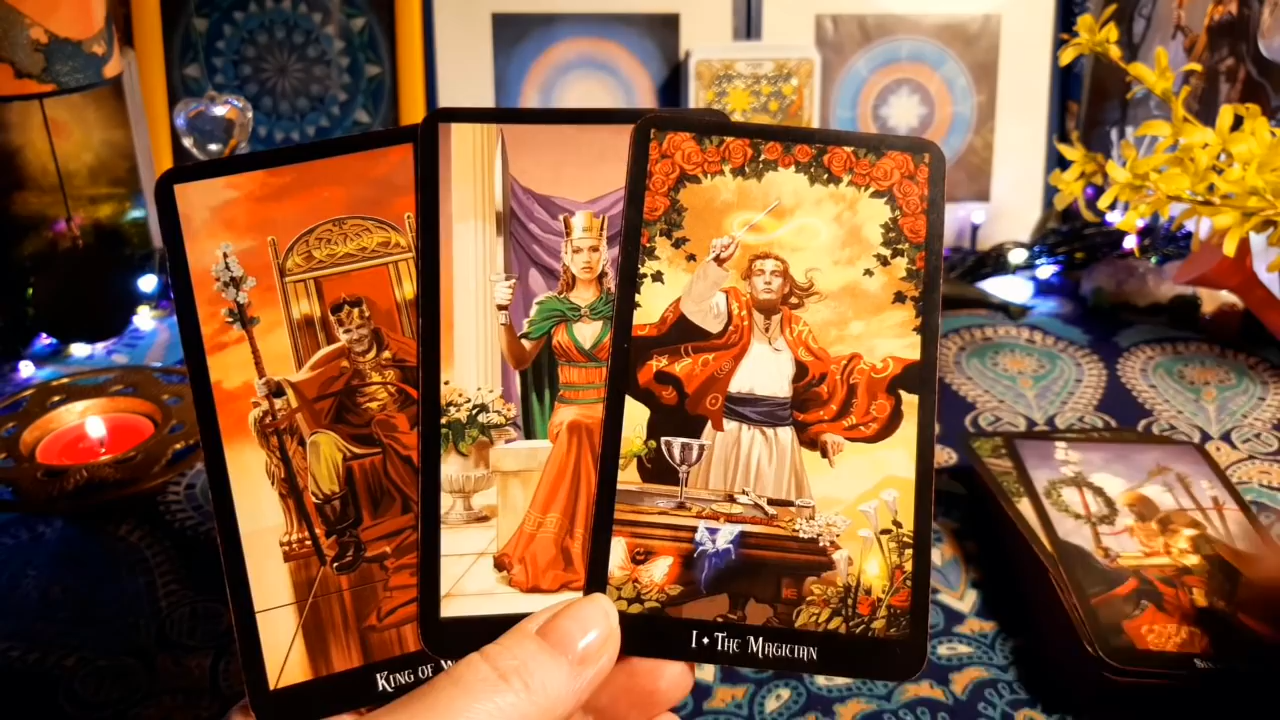 King of W
I ✦ The Magician
Si